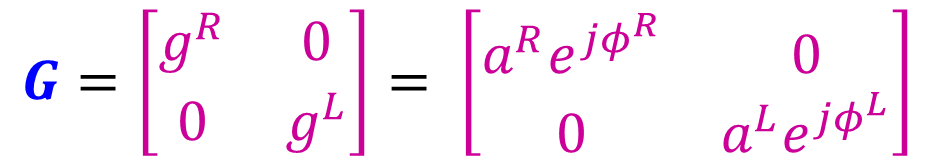 𝑮 = [ g^R 0 ; 0 g^L ] = [ a^R e^{jϕ^R} 0 ; 0 a^L e^{jϕ^L} ]